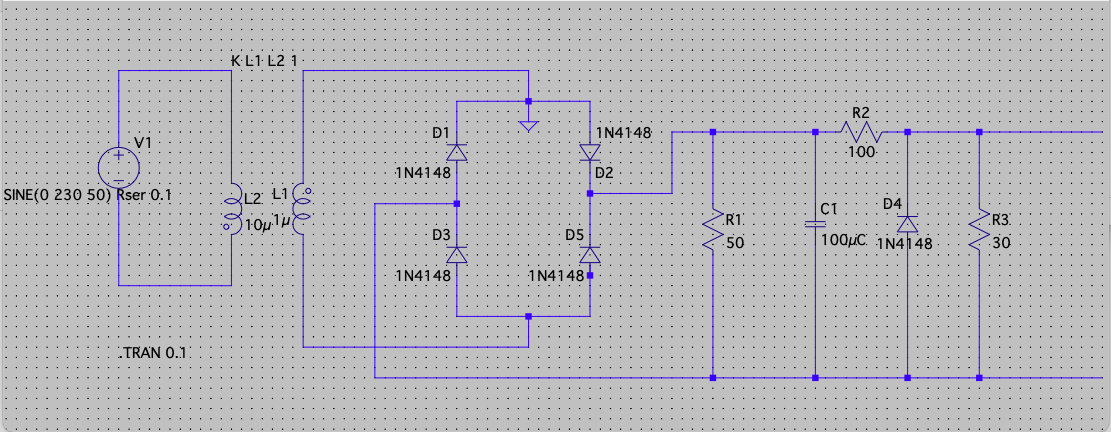 K L1 L2 1
V1
SINE(0 230 50) Rser 0.1
L2
10µ
L1
1µ
D1
1N4148
1N4148
D2
D3
1N4148
D5
1N4148
R1
50
C1
100µC
R2
100
D4
1N4148
R3
30
.TRAN 0.1